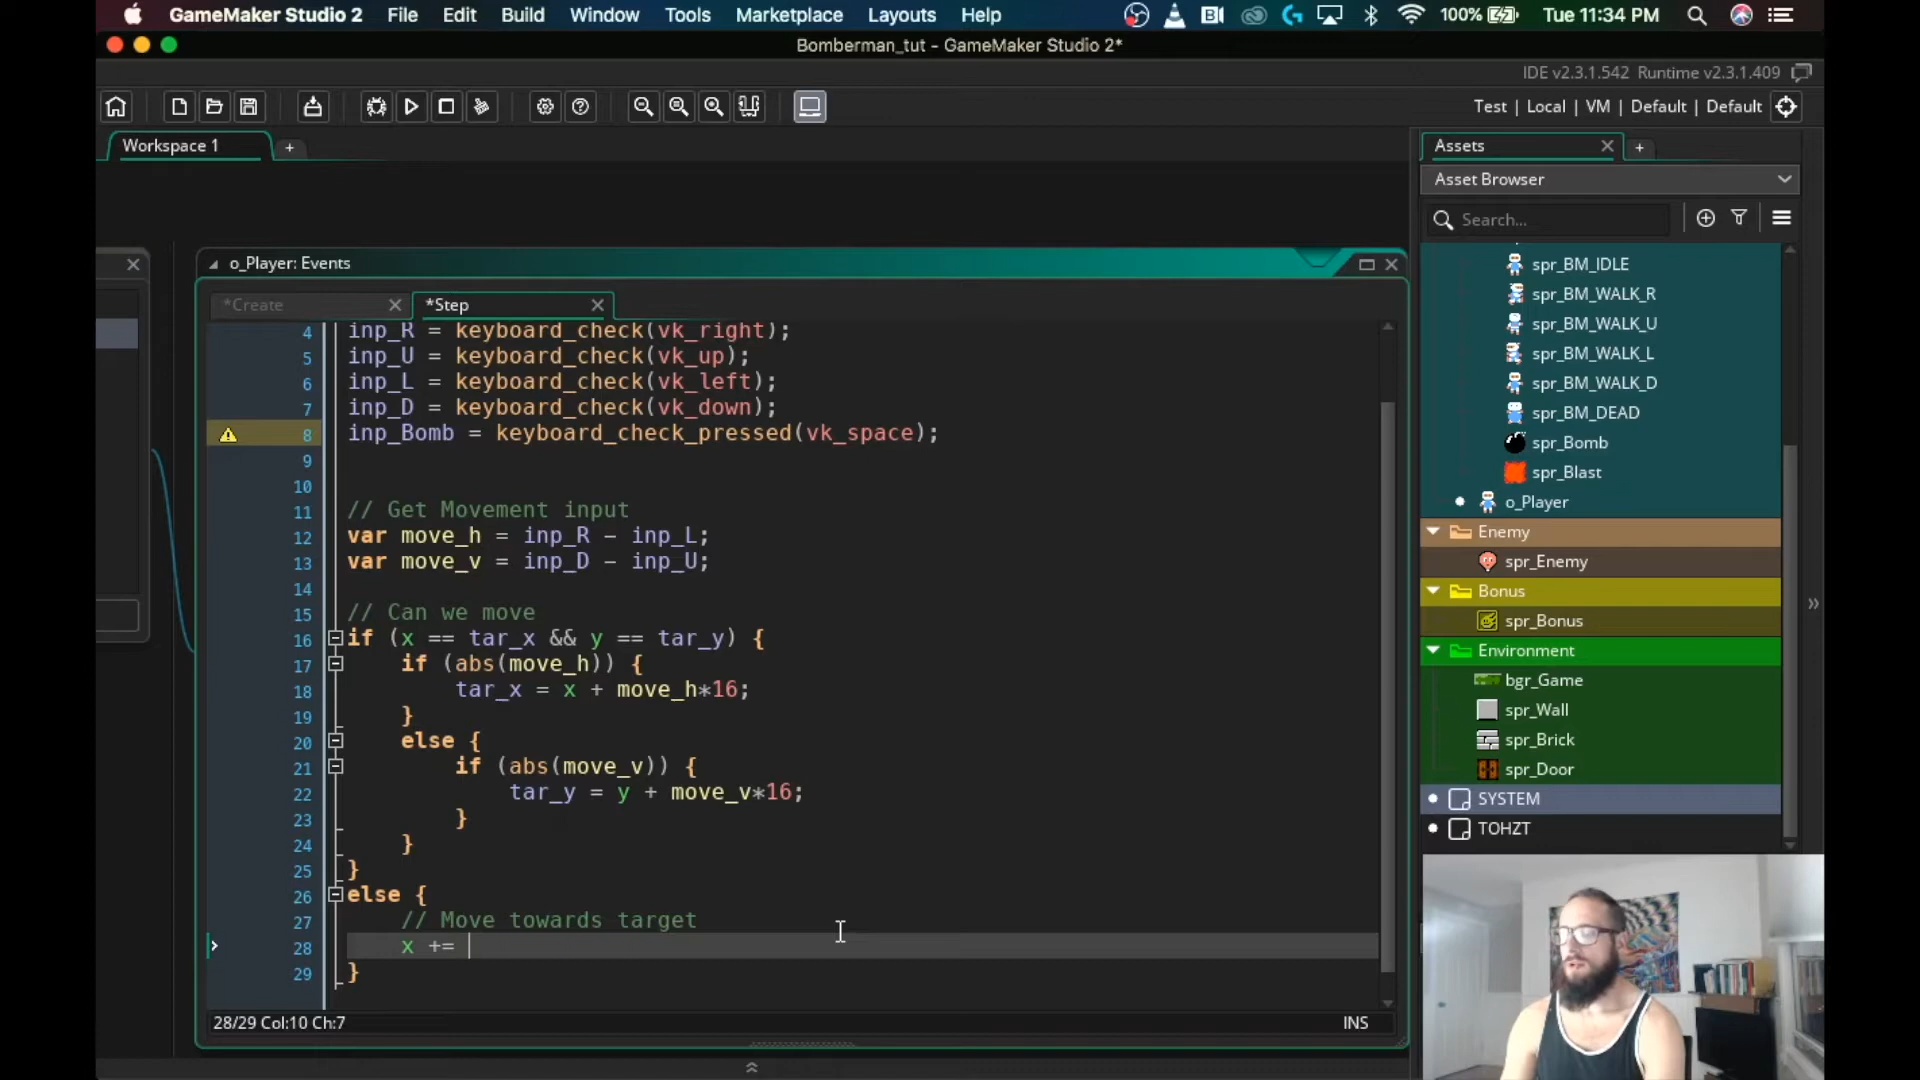 GameMaker Studio 2 File Edit Build Window Tools Marketplace Layouts Help 100% Tue 11:34 PM
Bomberman_tut - GameMaker Studio 2*
IDE v2.3.1.542 Runtime v2.3.1.409
Test | Local | VM | Default | Default
Workspace 1 +
Assets +
Asset Browser
Search...
o_Player: Events
*Create *Step
4 inp_R = keyboard_check(vk_right);
5 inp_U = keyboard_check(vk_up);
6 inp_L = keyboard_check(vk_left);
7 inp_D = keyboard_check(vk_down);
8 inp_Bomb = keyboard_check_pressed(vk_space);
9
10
11 // Get Movement input
12 var move_h = inp_R - inp_L;
13 var move_v = inp_D - inp_U;
14
15 // Can we move
16 if (x == tar_x && y == tar_y) {
17 if (abs(move_h)) {
18 tar_x = x + move_h*16;
19 }
20 else {
21 if (abs(move_v)) {
22 tar_y = y + move_v*16;
23 }
24 }
25 }
26 else {
27 // Move towards target
28 x +=
29 }
28/29 Col:10 Ch:7 INS
spr_BM_IDLE
spr_BM_WALK_R
spr_BM_WALK_U
spr_BM_WALK_L
spr_BM_WALK_D
spr_BM_DEAD
spr_Bomb
spr_Blast
o_Player
Enemy
spr_Enemy
Bonus
spr_Bonus
Environment
bgr_Game
spr_Wall
spr_Brick
spr_Door
SYSTEM
TOHZT